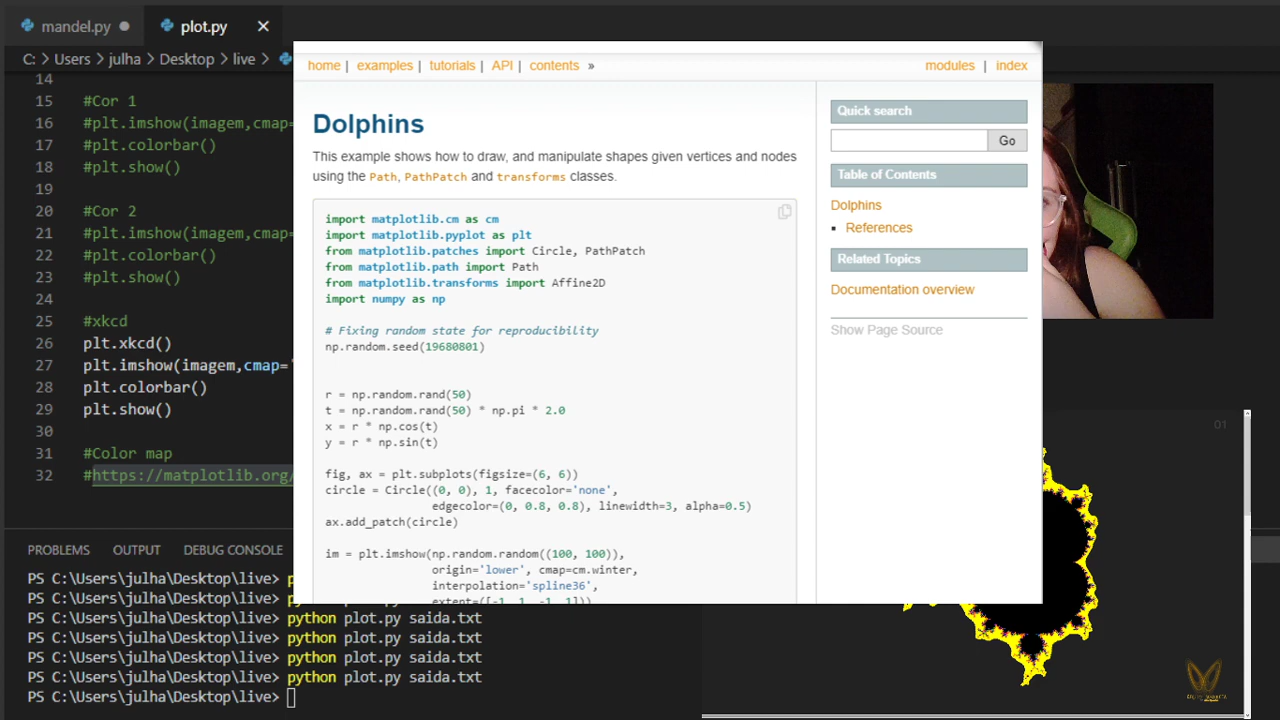 mandel.py
plot.py
C: > Users > julha > Desktop > live >
14
15 #Cor 1
16 #plt.imshow(imagem,cmap=
17 #plt.colorbar()
18 #plt.show()
19
20 #Cor 2
21 #plt.imshow(imagem,cmap=
22 #plt.colorbar()
23 #plt.show()
24
25 #xkcd
26 plt.xkcd()
27 plt.imshow(imagem,cmap='
28 plt.colorbar()
29 plt.show()
30
31 #Color map
32 #https://matplotlib.org/
home | examples | tutorials | API | contents »
modules | index
Dolphins
This example shows how to draw, and manipulate shapes given vertices and nodes
using the Path, PathPatch and transforms classes.
import matplotlib.cm as cm
import matplotlib.pyplot as plt
from matplotlib.patches import Circle, PathPatch
from matplotlib.path import Path
from matplotlib.transforms import Affine2D
import numpy as np
# Fixing random state for reproducibility
np.random.seed(19680801)
r = np.random.rand(50)
t = np.random.rand(50) * np.pi * 2.0
x = r * np.cos(t)
y = r * np.sin(t)
fig, ax = plt.subplots(figsize=(6, 6))
circle = Circle((0, 0), 1, facecolor='none',
edgecolor=(0, 0.8, 0.8), linewidth=3, alpha=0.5)
ax.add_patch(circle)
im = plt.imshow(np.random.random((100, 100)),
origin='lower', cmap=cm.winter,
interpolation='spline36',
extent=([-1, 1, -1, 1]))
Quick search
Go
Table of Contents
Dolphins
References
Related Topics
Documentation overview
Show Page Source
01
PROBLEMS OUTPUT DEBUG CONSOLE
PS C:\Users\julha\Desktop\live> p
PS C:\Users\julha\Desktop\live>
PS C:\Users\julha\Desktop\live> python plot.py saida.txt
PS C:\Users\julha\Desktop\live> python plot.py saida.txt
PS C:\Users\julha\Desktop\live> python plot.py saida.txt
PS C:\Users\julha\Desktop\live> python plot.py saida.txt
PS C:\Users\julha\Desktop\live>